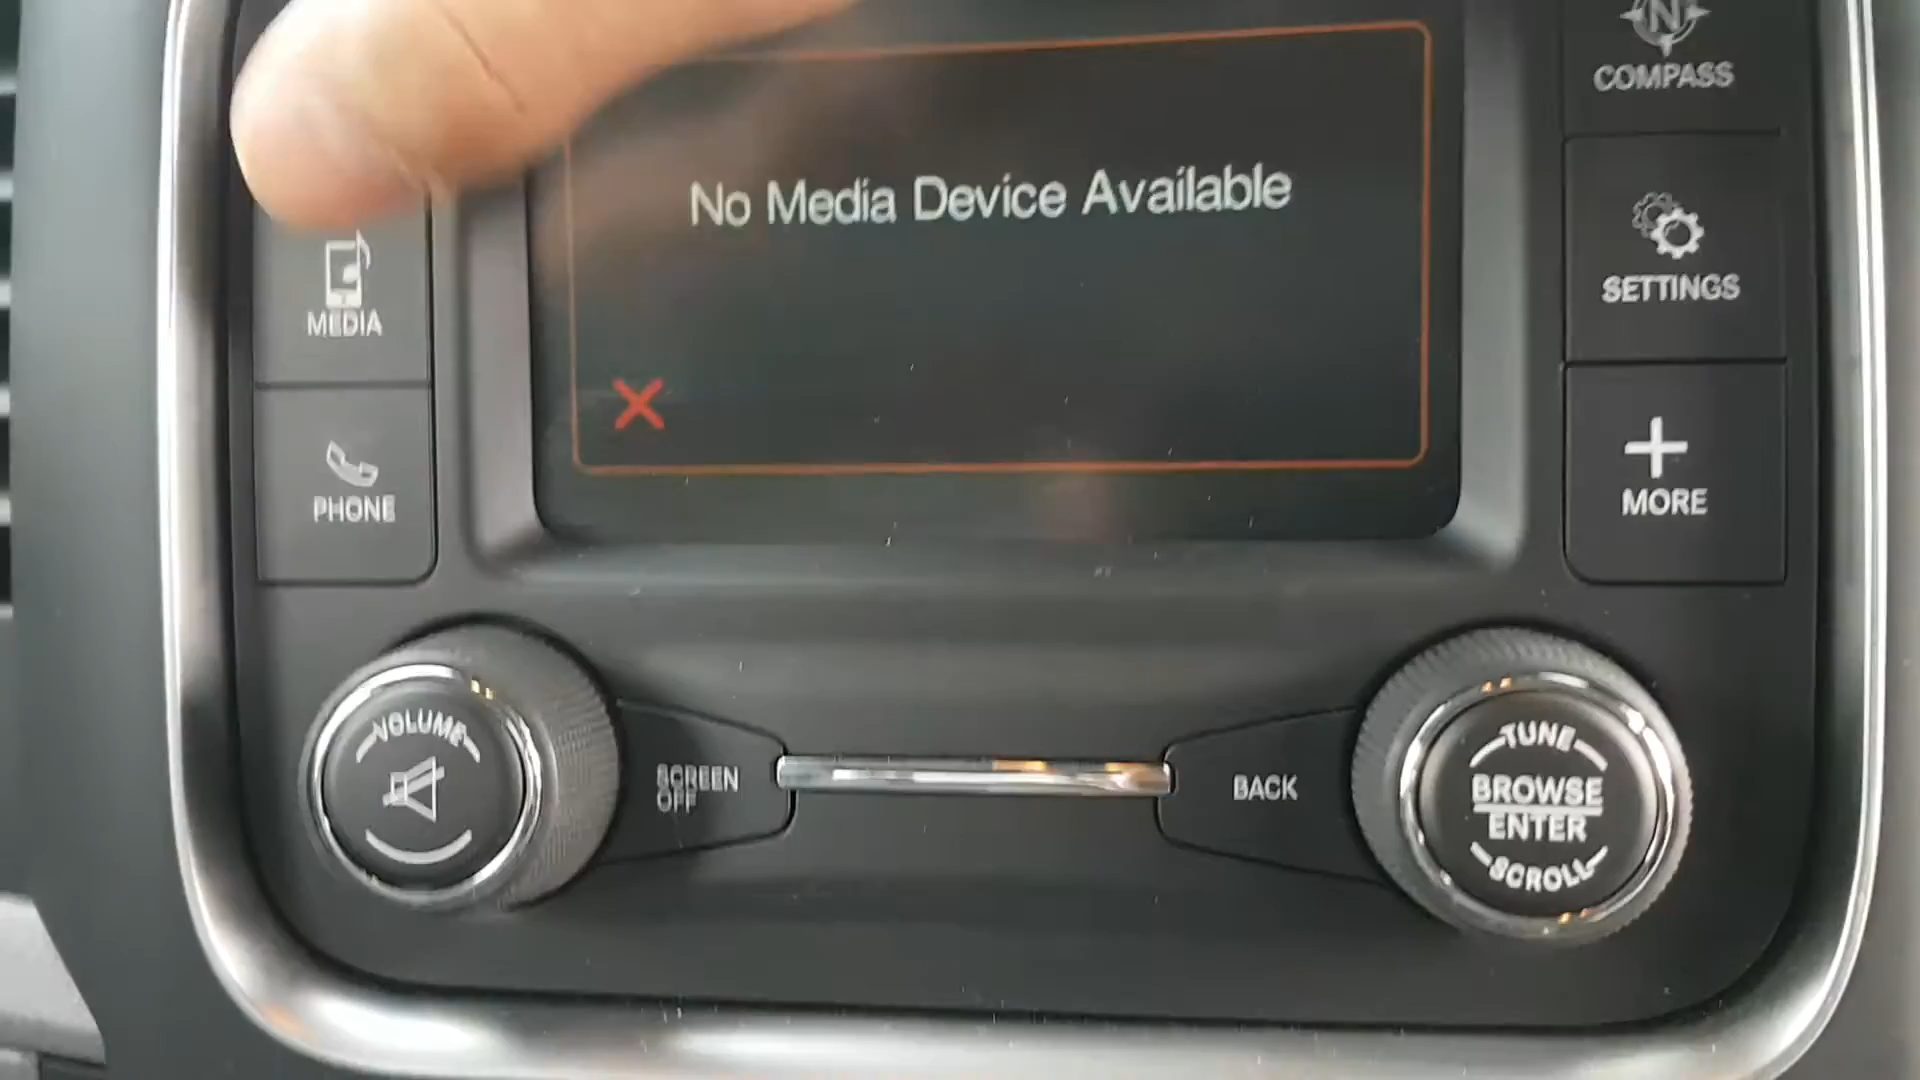 N
COMPASS
No Media Device Available
MEDIA
SETTINGS
PHONE
MORE
VOLUME
SCREEN
OFF
BACK
TUNE
BROWSE
ENTER
SCROLL